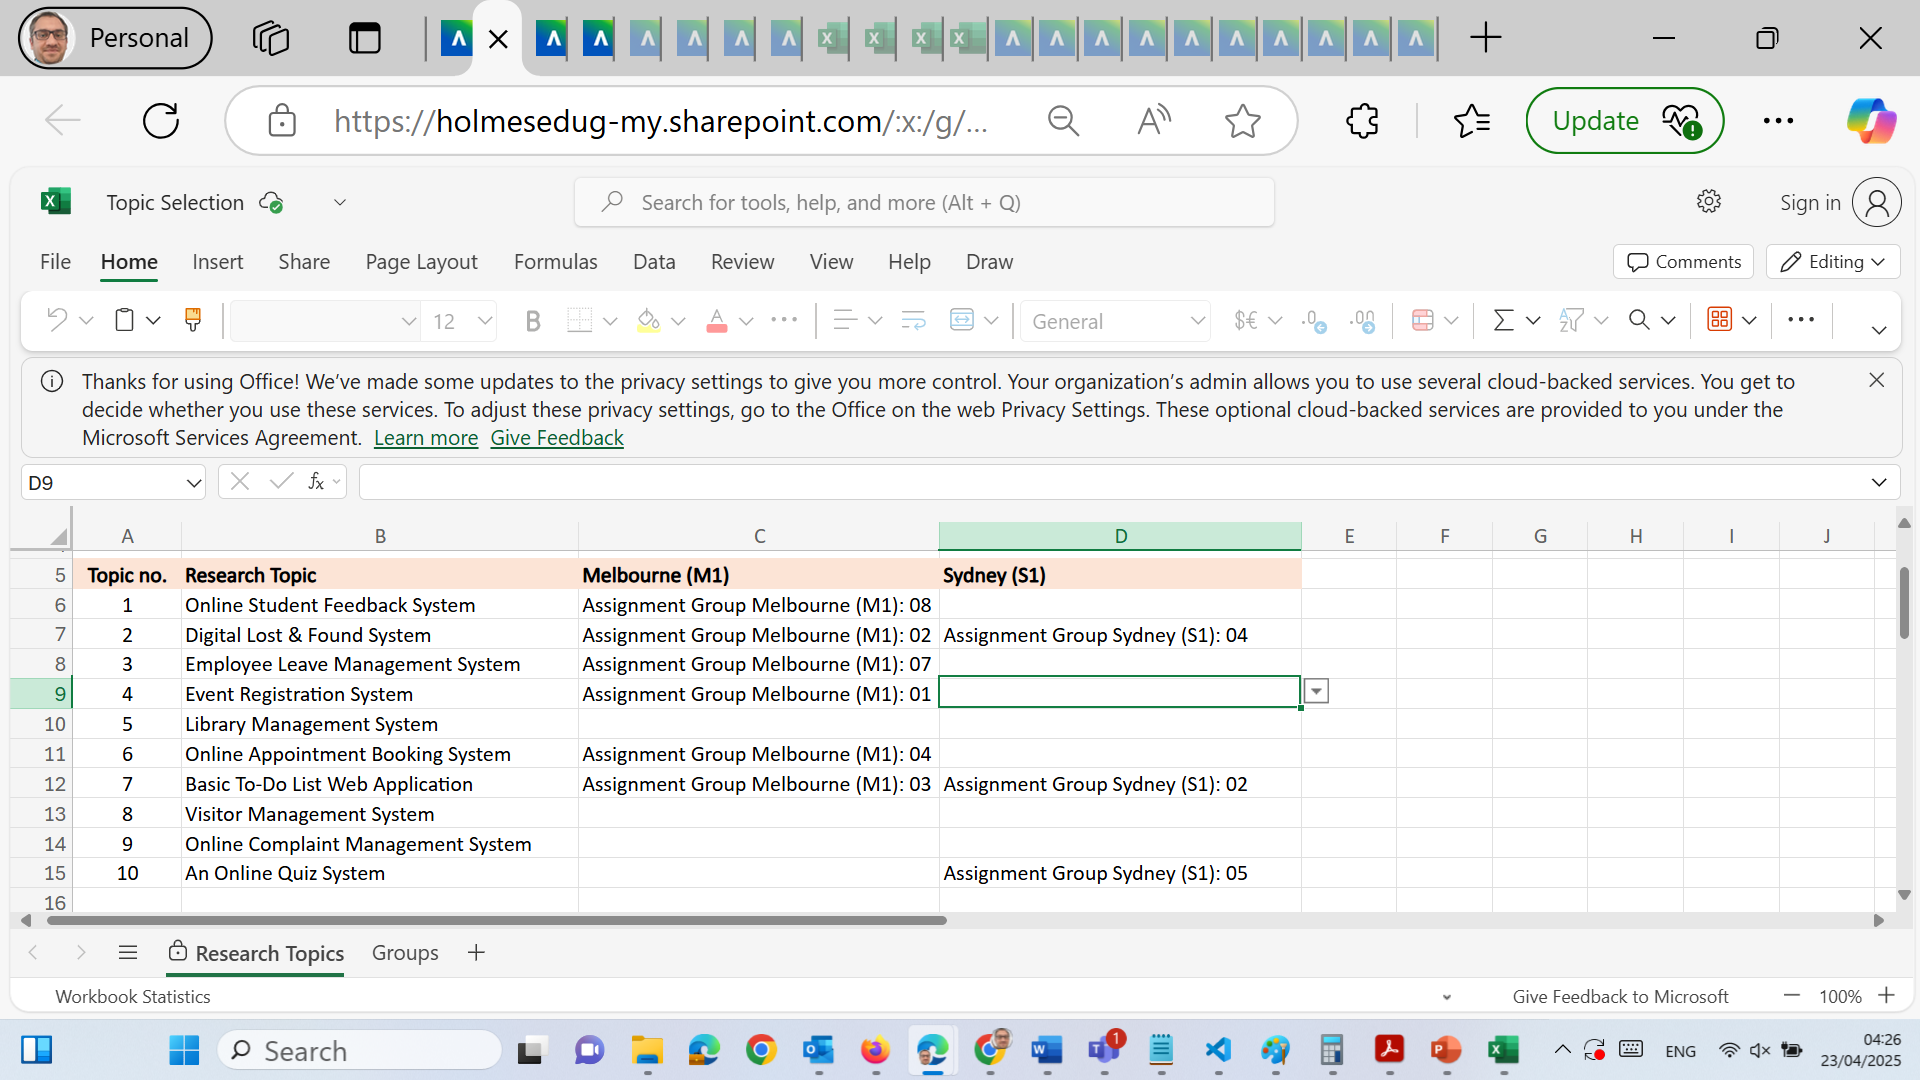 Personal
https://holmesedug-my.sharepoint.com/:x:/g/...
Update
Topic Selection
Search for tools, help, and more (Alt + Q)
Sign in
File Home Insert Share Page Layout Formulas Data Review View Help Draw
Comments Editing
12 B A General $€ .0 .00
Thanks for using Office! We've made some updates to the privacy settings to give you more control. Your organization's admin allows you to use several cloud-backed services. You get to
decide whether you use these services. To adjust these privacy settings, go to the Office on the web Privacy Settings. These optional cloud-backed services are provided to you under the
Microsoft Services Agreement. Learn more Give Feedback
D9 fx
A B C D E F G H I J
5 Topic no. Research Topic Melbourne (M1) Sydney (S1)
6 1 Online Student Feedback System Assignment Group Melbourne (M1): 08
7 2 Digital Lost & Found System Assignment Group Melbourne (M1): 02 Assignment Group Sydney (S1): 04
8 3 Employee Leave Management System Assignment Group Melbourne (M1): 07
9 4 Event Registration System Assignment Group Melbourne (M1): 01
10 5 Library Management System
11 6 Online Appointment Booking System Assignment Group Melbourne (M1): 04
12 7 Basic To-Do List Web Application Assignment Group Melbourne (M1): 03 Assignment Group Sydney (S1): 02
13 8 Visitor Management System
14 9 Online Complaint Management System
15 10 An Online Quiz System Assignment Group Sydney (S1): 05
16
Research Topics Groups
Workbook Statistics Give Feedback to Microsoft 100%
Search
1
ENG
04:26
23/04/2025